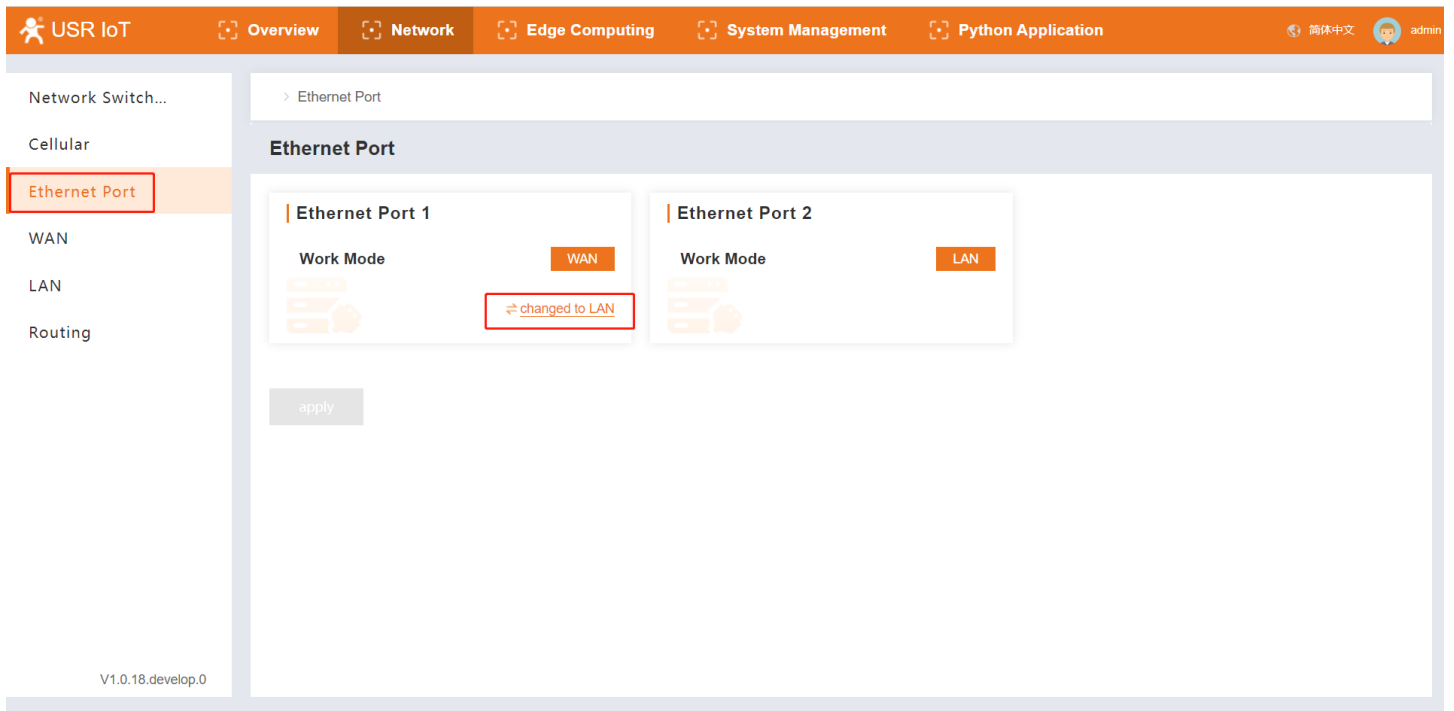 USR IoT Overview Network Edge Computing System Management Python Application 简体中文 admin
Network Switch...
Cellular
Ethernet Port
WAN
LAN
Routing
V1.0.18.develop.0
> Ethernet Port
Ethernet Port
Ethernet Port 1
Work Mode WAN
⇌ changed to LAN
Ethernet Port 2
Work Mode LAN
apply